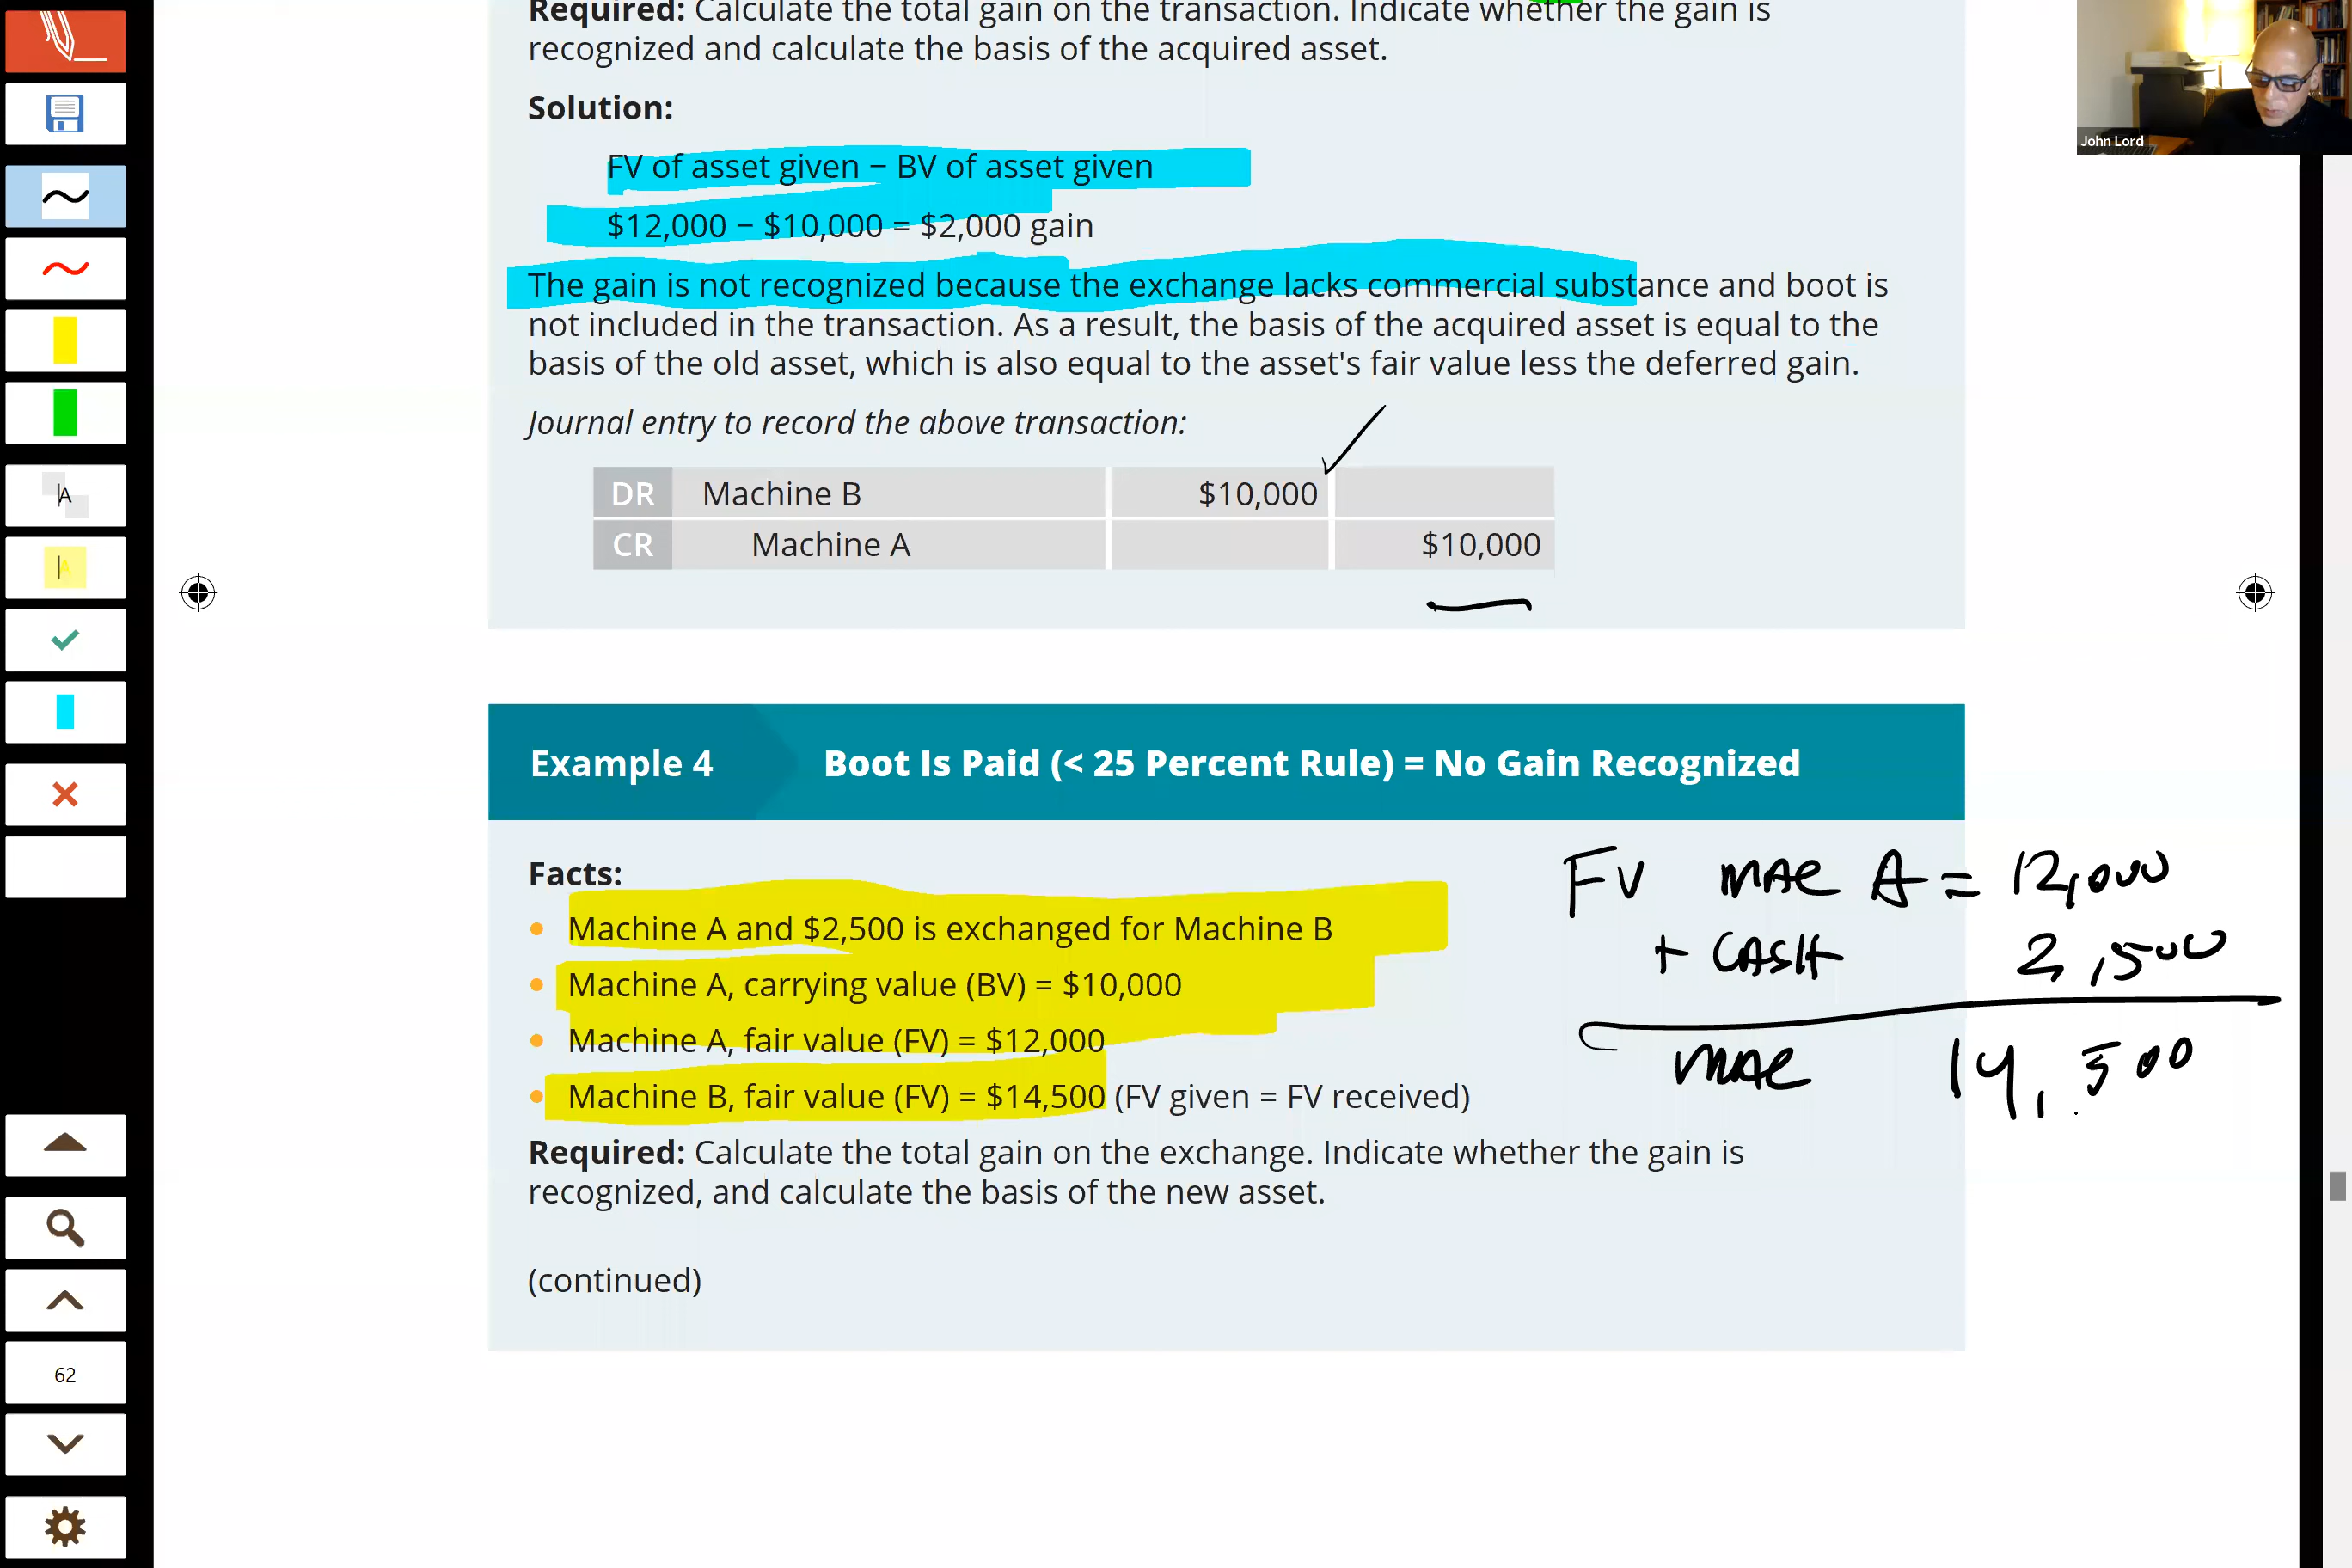 Required: Calculate the total gain on the transaction. Indicate whether the gain is
recognized and calculate the basis of the acquired asset.
John Lord
Solution:
FV of asset given − BV of asset given
$12,000 − $10,000 = $2,000 gain
The gain is not recognized because the exchange lacks commercial substance and boot is
not included in the transaction. As a result, the basis of the acquired asset is equal to the
basis of the old asset, which is also equal to the asset's fair value less the deferred gain.
Journal entry to record the above transaction:
DR Machine B $10,000
CR Machine A $10,000
A
A
Example 4 Boot Is Paid (< 25 Percent Rule) = No Gain Recognized
Facts:
• Machine A and $2,500 is exchanged for Machine B
• Machine A, carrying value (BV) = $10,000
• Machine A, fair value (FV) = $12,000
• Machine B, fair value (FV) = $14,500 (FV given = FV received)
FV MAC A = 12,000
+ CASH 2,500
MAC 14,500
Required: Calculate the total gain on the exchange. Indicate whether the gain is
recognized, and calculate the basis of the new asset.
(continued)
62